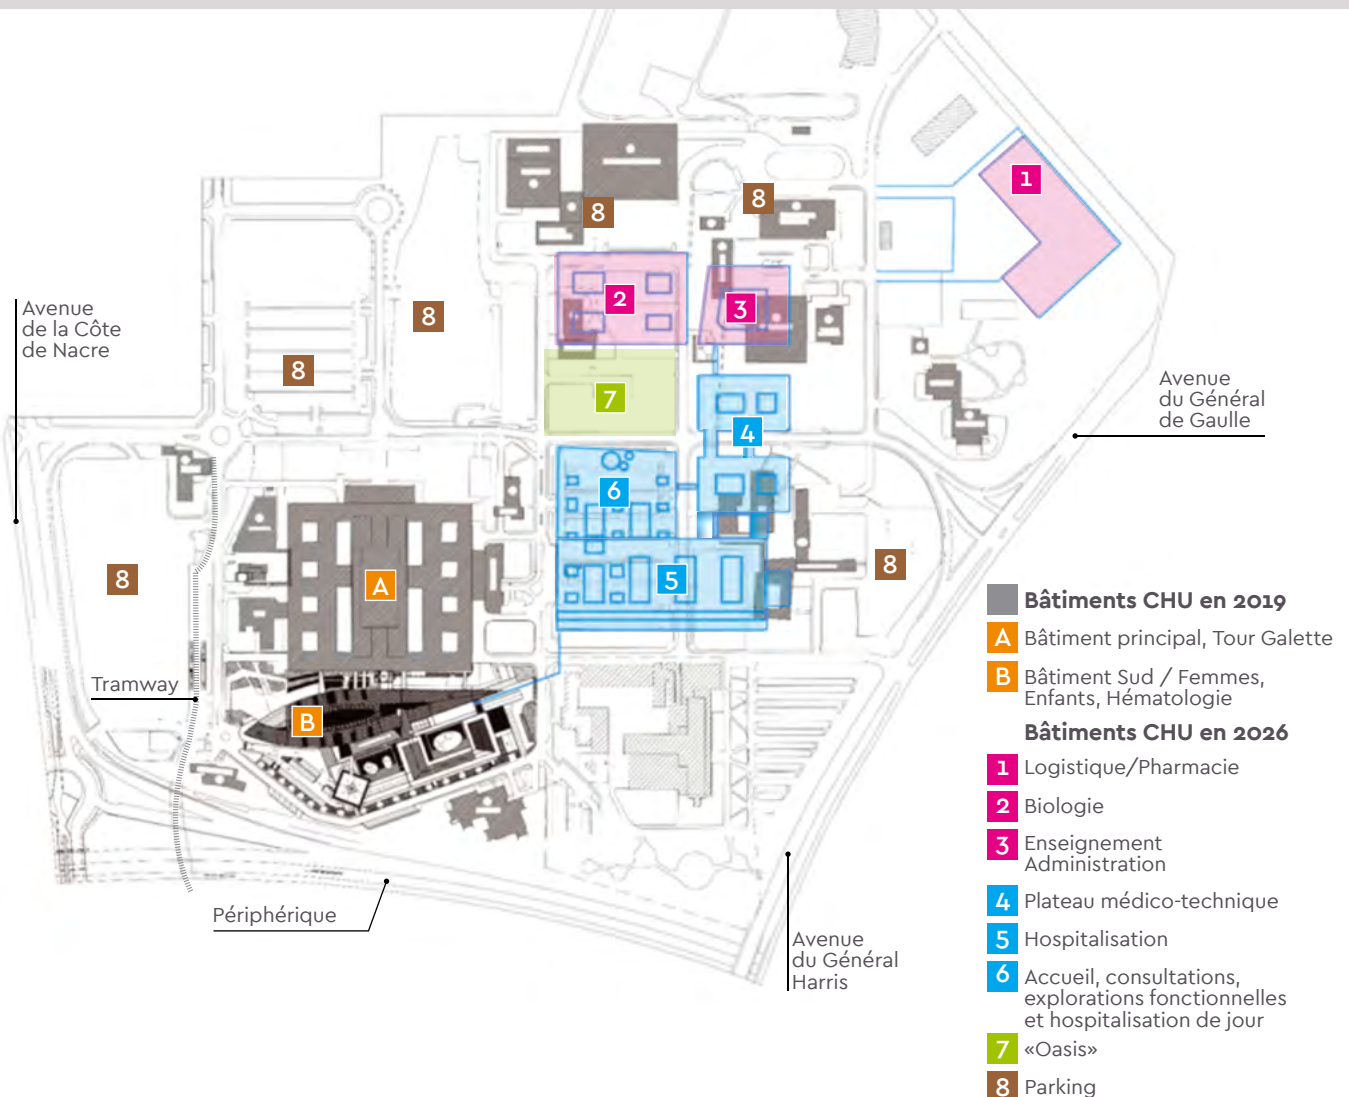 1
8
8
2
3
Avenue
de la Côte
de Nacre
8
8
7
Avenue
du Général
de Gaulle
4
6
8
A
5
8
Tramway
B
Périphérique
Avenue
du Général
Harris
Bâtiments CHU en 2019
A Bâtiment principal, Tour Galette
B Bâtiment Sud / Femmes,
Enfants, Hématologie
Bâtiments CHU en 2026
1 Logistique/Pharmacie
2 Biologie
3 Enseignement
Administration
4 Plateau médico-technique
5 Hospitalisation
6 Accueil, consultations,
explorations fonctionnelles
et hospitalisation de jour
7 «Oasis»
8 Parking